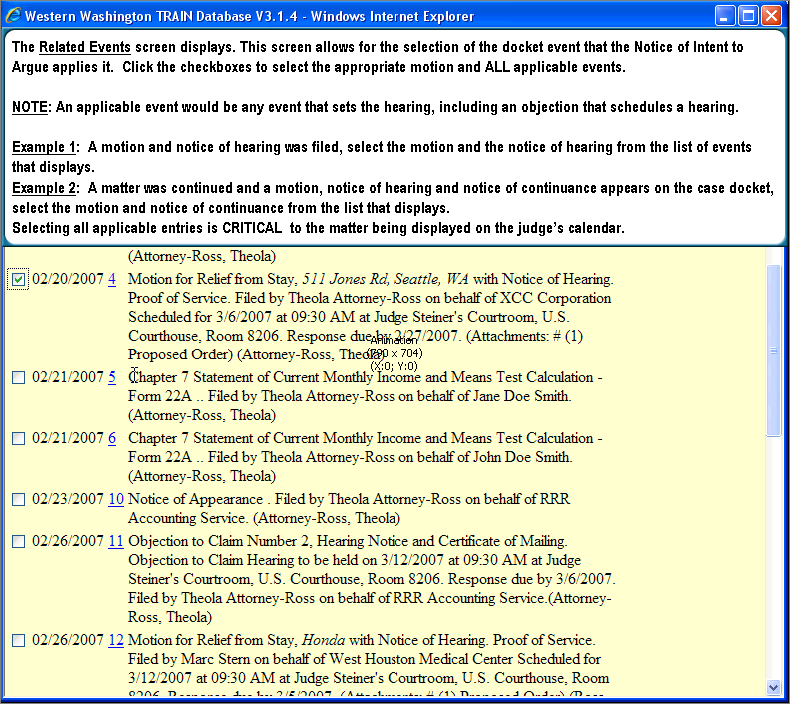 Western Washington TRAIN Database V3.1.4 - Windows Internet Explorer
The Related Events screen displays. This screen allows for the selection of the docket event that the Notice of Intent to
Argue applies it.  Click the checkboxes to select the appropriate motion and ALL applicable events.
NOTE: An applicable event would be any event that sets the hearing, including an objection that schedules a hearing.
Example 1:  A motion and notice of hearing was filed, select the motion and the notice of hearing from the list of events
that displays.
Example 2:  A matter was continued and a motion, notice of hearing and notice of continuance appears on the case docket,
select the motion and notice of continuance from the list that displays.
Selecting all applicable entries is CRITICAL  to the matter being displayed on the judge's calendar.
(Attorney-Ross, Theola)
02/20/2007 4 Motion for Relief from Stay, 511 Jones Rd, Seattle, WA with Notice of Hearing.
Proof of Service. Filed by Theola Attorney-Ross on behalf of XCC Corporation
Scheduled for 3/6/2007 at 09:30 AM at Judge Steiner's Courtroom, U.S.
Courthouse, Room 8206. Response due by 2/27/2007. (Attachments: # (1)
Animation
Proposed Order) (Attorney-Ross, Theola)
(790 x 704)
(X:0; Y:0)
02/21/2007 5 Chapter 7 Statement of Current Monthly Income and Means Test Calculation -
Form 22A .. Filed by Theola Attorney-Ross on behalf of Jane Doe Smith.
(Attorney-Ross, Theola)
02/21/2007 6 Chapter 7 Statement of Current Monthly Income and Means Test Calculation -
Form 22A .. Filed by Theola Attorney-Ross on behalf of John Doe Smith.
(Attorney-Ross, Theola)
02/23/2007 10 Notice of Appearance . Filed by Theola Attorney-Ross on behalf of RRR
Accounting Service. (Attorney-Ross, Theola)
02/26/2007 11 Objection to Claim Number 2, Hearing Notice and Certificate of Mailing.
Objection to Claim Hearing to be held on 3/12/2007 at 09:30 AM at Judge
Steiner's Courtroom, U.S. Courthouse, Room 8206. Response due by 3/6/2007.
Filed by Theola Attorney-Ross on behalf of RRR Accounting Service.(Attorney-
Ross, Theola)
02/26/2007 12 Motion for Relief from Stay, Honda with Notice of Hearing. Proof of Service.
Filed by Marc Stern on behalf of West Houston Medical Center Scheduled for
3/12/2007 at 09:30 AM at Judge Steiner's Courtroom, U.S. Courthouse, Room
8206. Response due by 3/5/2007. (Attachments: # (1) Proposed Order) (Ross,